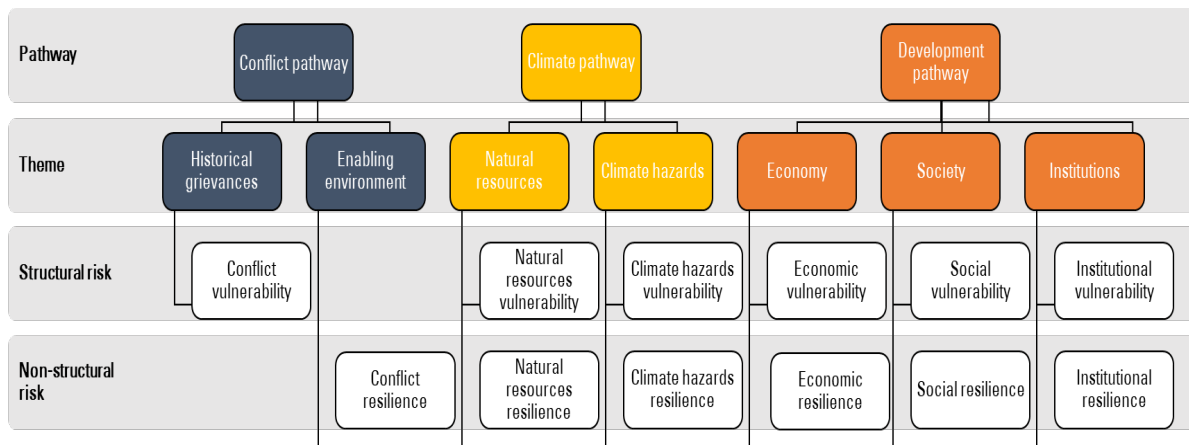 Pathway
Conflict pathway
Climate pathway
Development
pathway
Theme
Historical
grievances
Enabling
environment
Natural
resources
Climate hazards
Economy
Society
Institutions
Structural risk
Conflict
vulnerability
Natural
resources
vulnerability
Climate hazards
vulnerability
Economic
vulnerability
Social
vulnerability
Institutional
vulnerability
Non-structural
risk
Conflict
resilience
Natural
resources
resilience
Climate hazards
resilience
Economic
resilience
Social resilience
Institutional
resilience